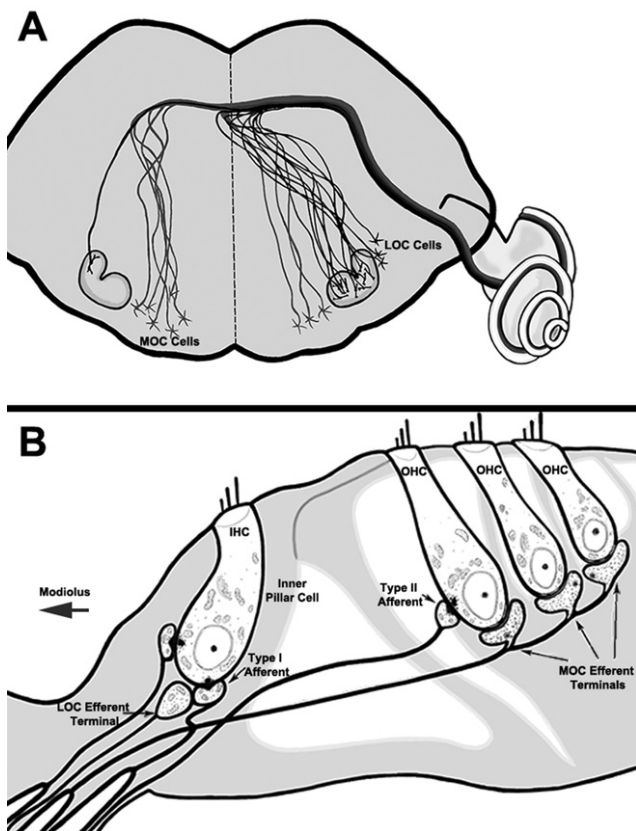 A
LOC Cells
MOC Cells
B
OHC
OHC
OHC
IHC
Inner
Pillar Cell
Type II
Afferent
Modiolus
Type I
Afferent
MOC Efferent
Terminals
LOC Efferent
Terminal